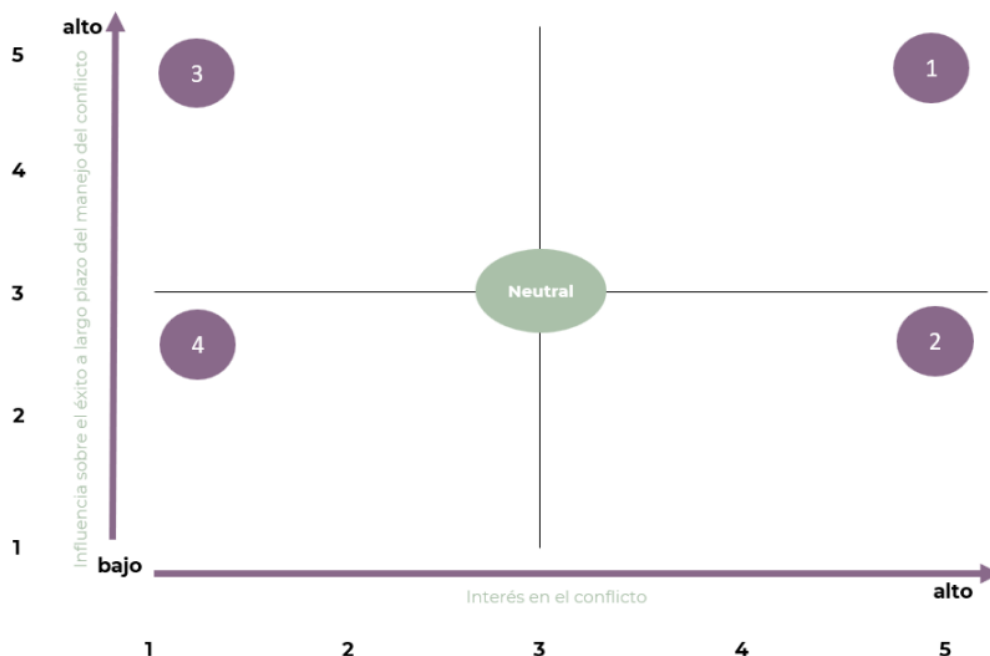 alto
5
3
1
4
Influencia sobre el éxito a largo plazo del manejo del conflicto
3
Neutral
4
2
2
1
bajo
alto
Interés en el conflicto
1
2
3
4
5